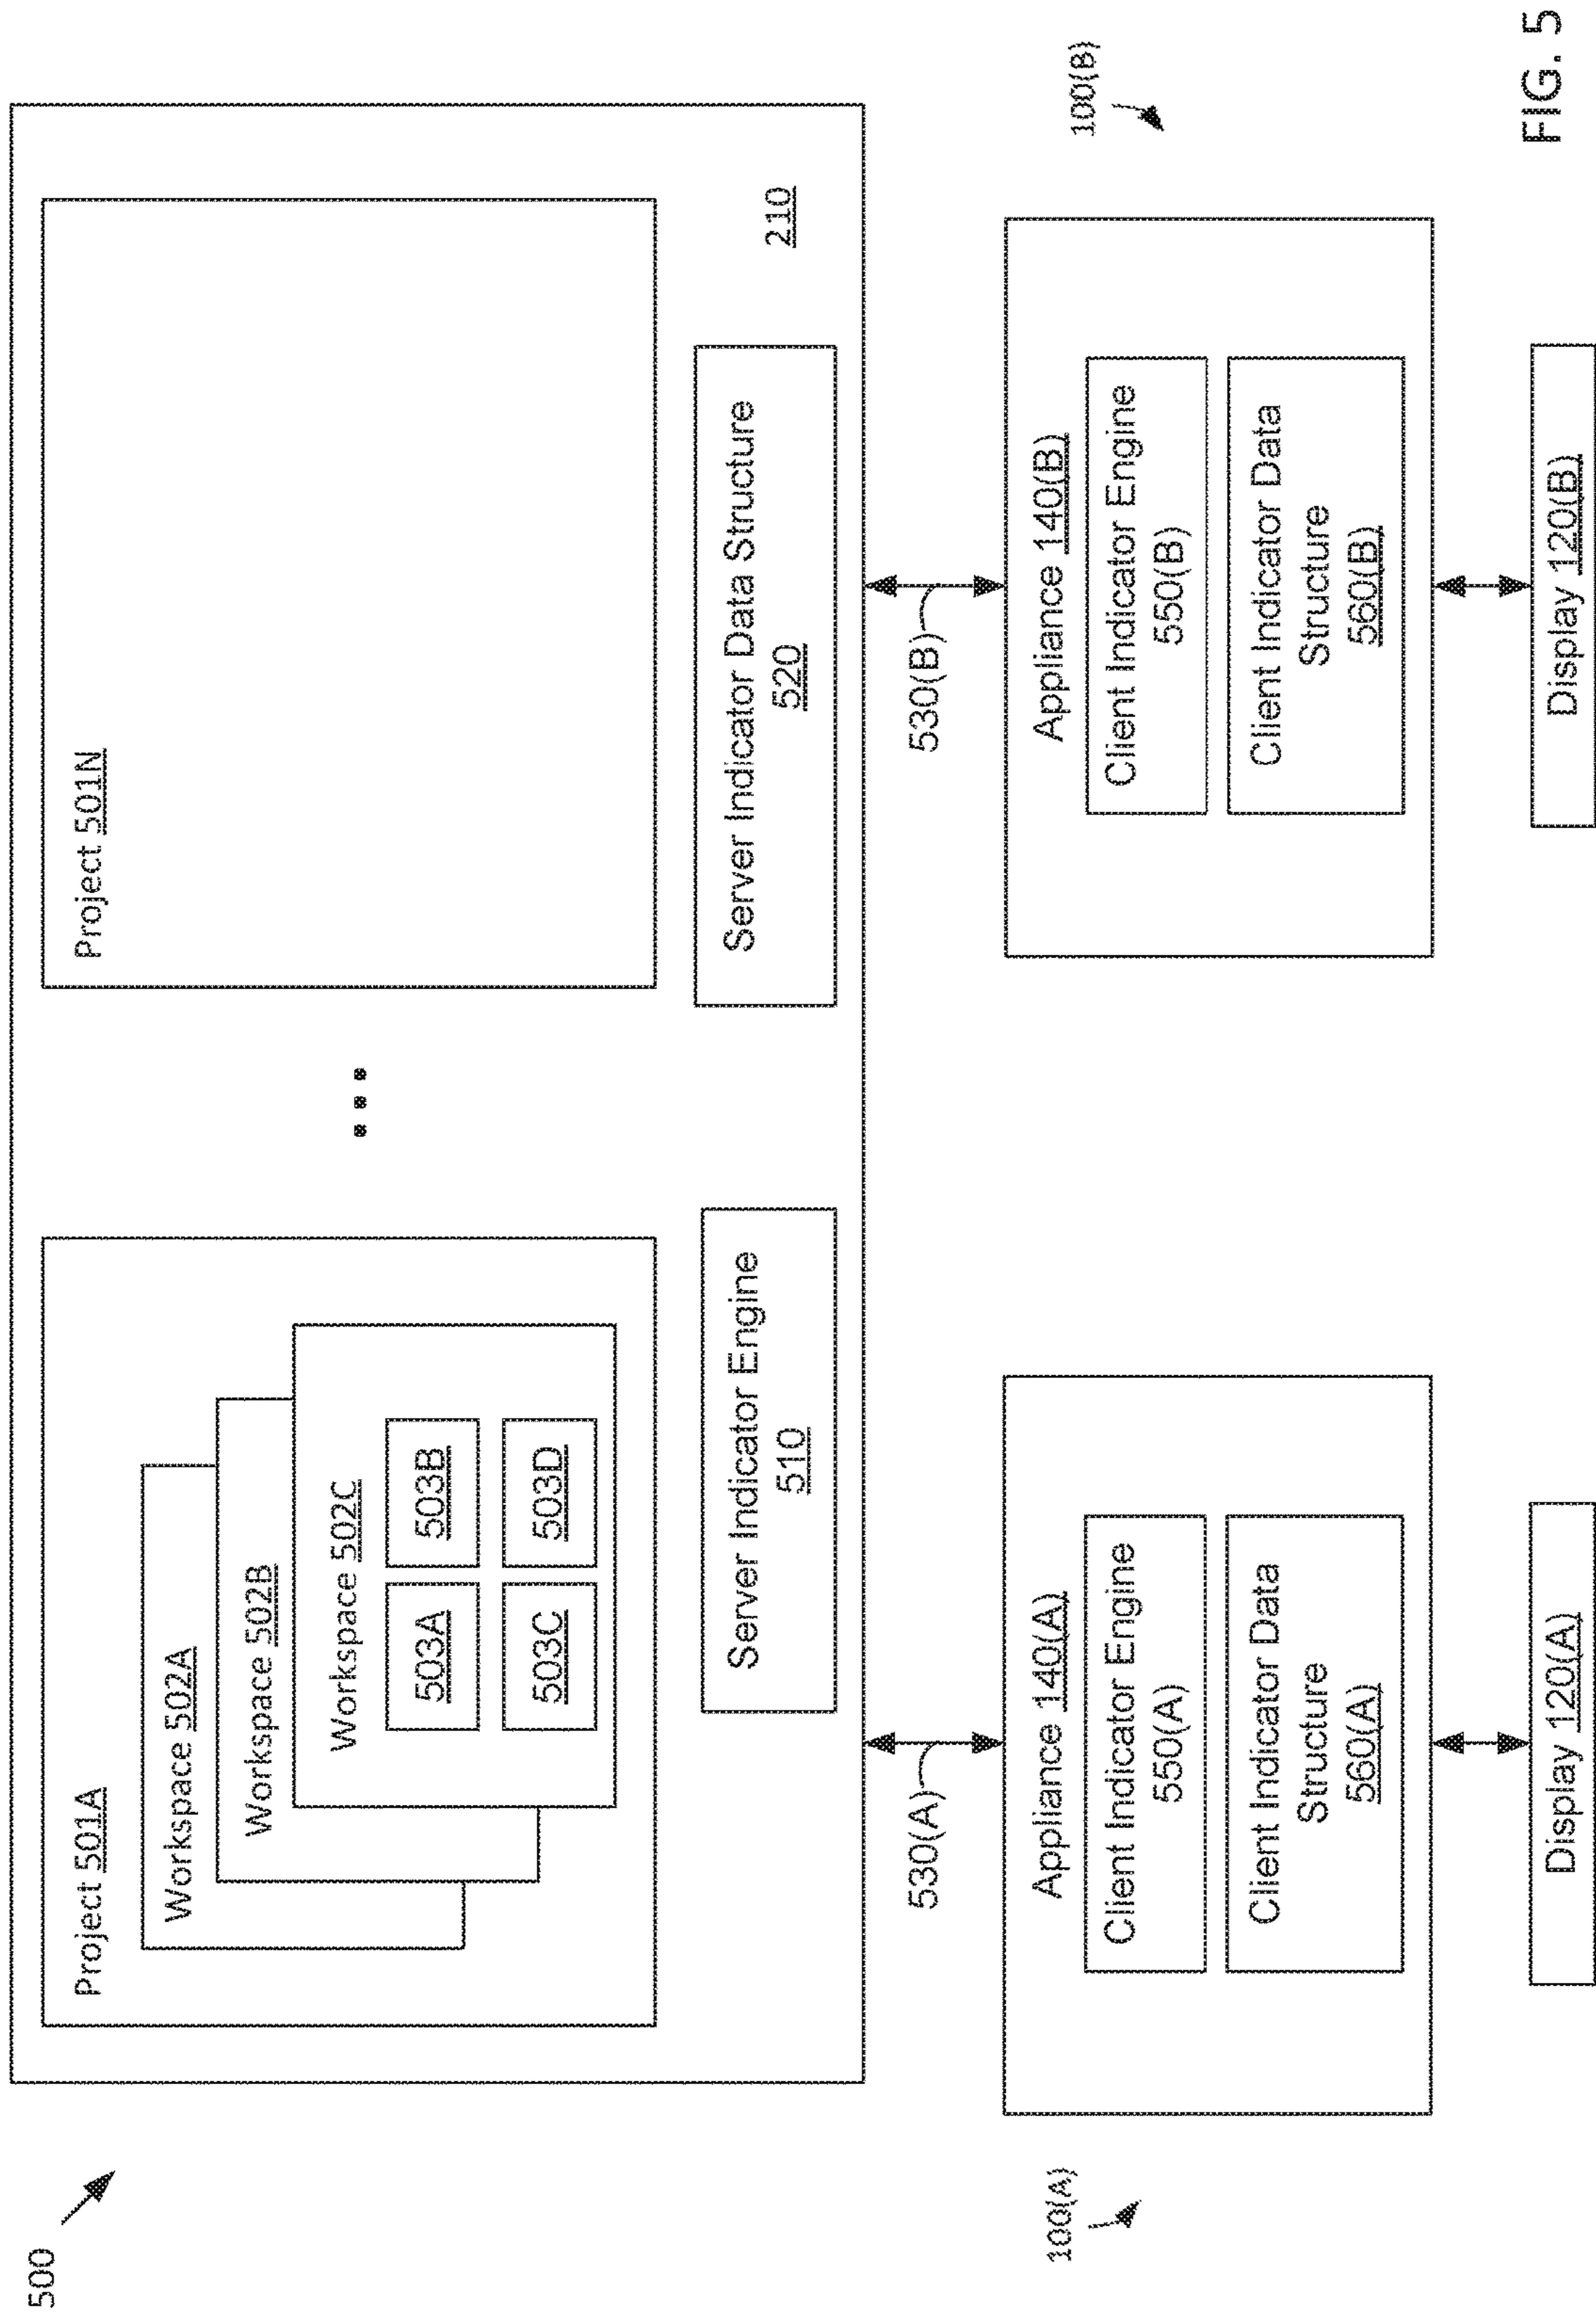 500
Project 501A
Workspace 502A
Workspace 502B
Workspace 502C
503A
503B
503C
503D
...
Project 501N
Server Indicator Engine
510
Server Indicator Data Structure
520
210
530(A)
530(B)
100(A)
Appliance 140(A)
Client Indicator Engine
550(A)
Client Indicator Data
Structure
560(A)
Display 120(A)
100(B)
Appliance 140(B)
Client Indicator Engine
550(B)
Client Indicator Data
Structure
560(B)
Display 120(B)
FIG. 5